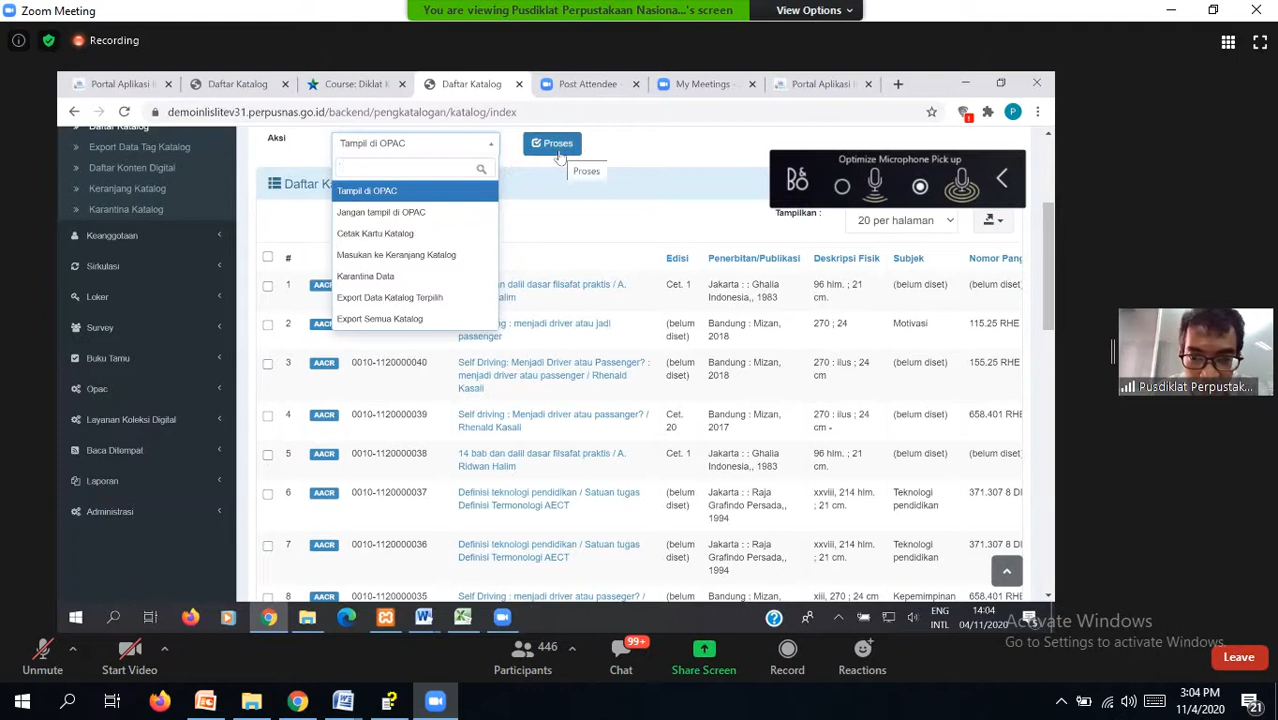 Zoom Meeting
You are viewing Pusdiklat Perpustakaan Nasiona...'s screen
View Options
Recording
Portal Aplikasi I
Daftar Katalog
Course: Diklat K
Daftar Katalog
Post Attendee -
My Meetings -
Portal Aplikasi I
demoinlislitev31.perpusnas.go.id/backend/pengkatalogan/katalog/index
P
Daftar Katalog
Export Data Tag Katalog
Daftar Konten Digital
Keranjang Katalog
Karantina Katalog
Keanggotaan
Sirkulasi
Loker
Survey
Buku Tamu
Opac
Layanan Koleksi Digital
Baca Ditempat
Laporan
Administrasi
Aksi
Tampil di OPAC
Proses
Proses
Tampil di OPAC
Jangan tampil di OPAC
Cetak Kartu Katalog
Masukan ke Keranjang Katalog
Karantina Data
Export Data Katalog Terpilih
Export Semua Katalog
Optimize Microphone Pick up
Tampilkan :
20 per halaman
# Edisi Penerbitan/Publikasi Deskripsi Fisik Subjek Nomor Pang
1 AACR dan dalil dasar filsafat praktis / A. Cet. 1 Jakarta : : Ghalia 96 hlm. ; 21 (belum diset) (belum
Halim Indonesia,, 1983 cm.
2 AACR : menjadi driver atau jadi (belum Bandung : Mizan, 270 ; 24 Motivasi 115.25 RHE
passenger diset) 2018
3 AACR 0010-1120000040 Self Driving: Menjadi Driver atau Passenger? : (belum Bandung : Mizan, 270 : ilus ; 24 (belum diset) 155.25 RHE
menjadi driver atau passenger / Rhenald diset) 2018 cm
Kasali
4 AACR 0010-1120000039 Self driving : Menjadi driver atau passanger? / Cet. Bandung : Mizan, 270 : ilus ; 24 (belum diset) 658.401 RHE
Rhenald Kasali 20 2017 cm -
5 AACR 0010-1120000038 14 bab dan dalil dasar filsafat praktis / A. Cet. 1 Jakarta : : Ghalia 96 hlm. ; 21 (belum diset) (belum
Ridwan Halim Indonesia,, 1983 cm.
6 AACR 0010-1120000037 Definisi teknologi pendidikan / Satuan tugas (belum Jakarta : : Raja xxviii, 214 hlm. Teknologi 371.307 8 DI
Definisi Termonologi AECT diset) Grafindo Persada,, ; 21 cm. pendidikan
1994
7 AACR 0010-1120000036 Definisi teknologi pendidikan / Satuan tugas (belum Jakarta : : Raja xxviii, 214 hlm. Teknologi 371.307 8 DI
Definisi Termonologi AECT diset) Grafindo Persada,, ; 21 cm. pendidikan
1994
8 AACR 0010-1120000035 Self Driving : menjadi driver atau (belum Bandung : Mizan, xiii, 270 ; 24 cm Kepemimpinan 658.401 RHE
Pusdiklat Perpustak...
ENG
INTL
14:04
04/11/2020
Activate Windows
Go to Settings to activate Windows.
Unmute
Start Video
446
Participants
99+
Chat
Share Screen
Record
Reactions
Leave
3:04 PM
11/4/2020
21